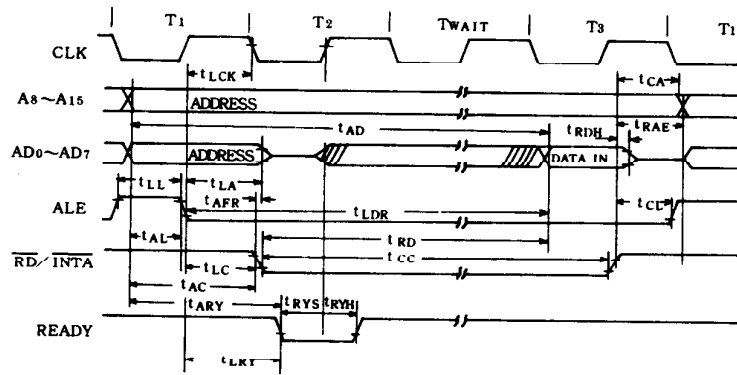 T1 T2 TWAIT T3 T1
CLK
tLCK tCA
A8~A15 ADDRESS
tAD tRDH tRAE
AD0~AD7 ADDRESS DATA IN
tLL tLA
tAFR
ALE tLDR tCL
tAL tRD
RD/INTA tLC tCC
tAC
tARY tRYS tRYH
READY
tLRY